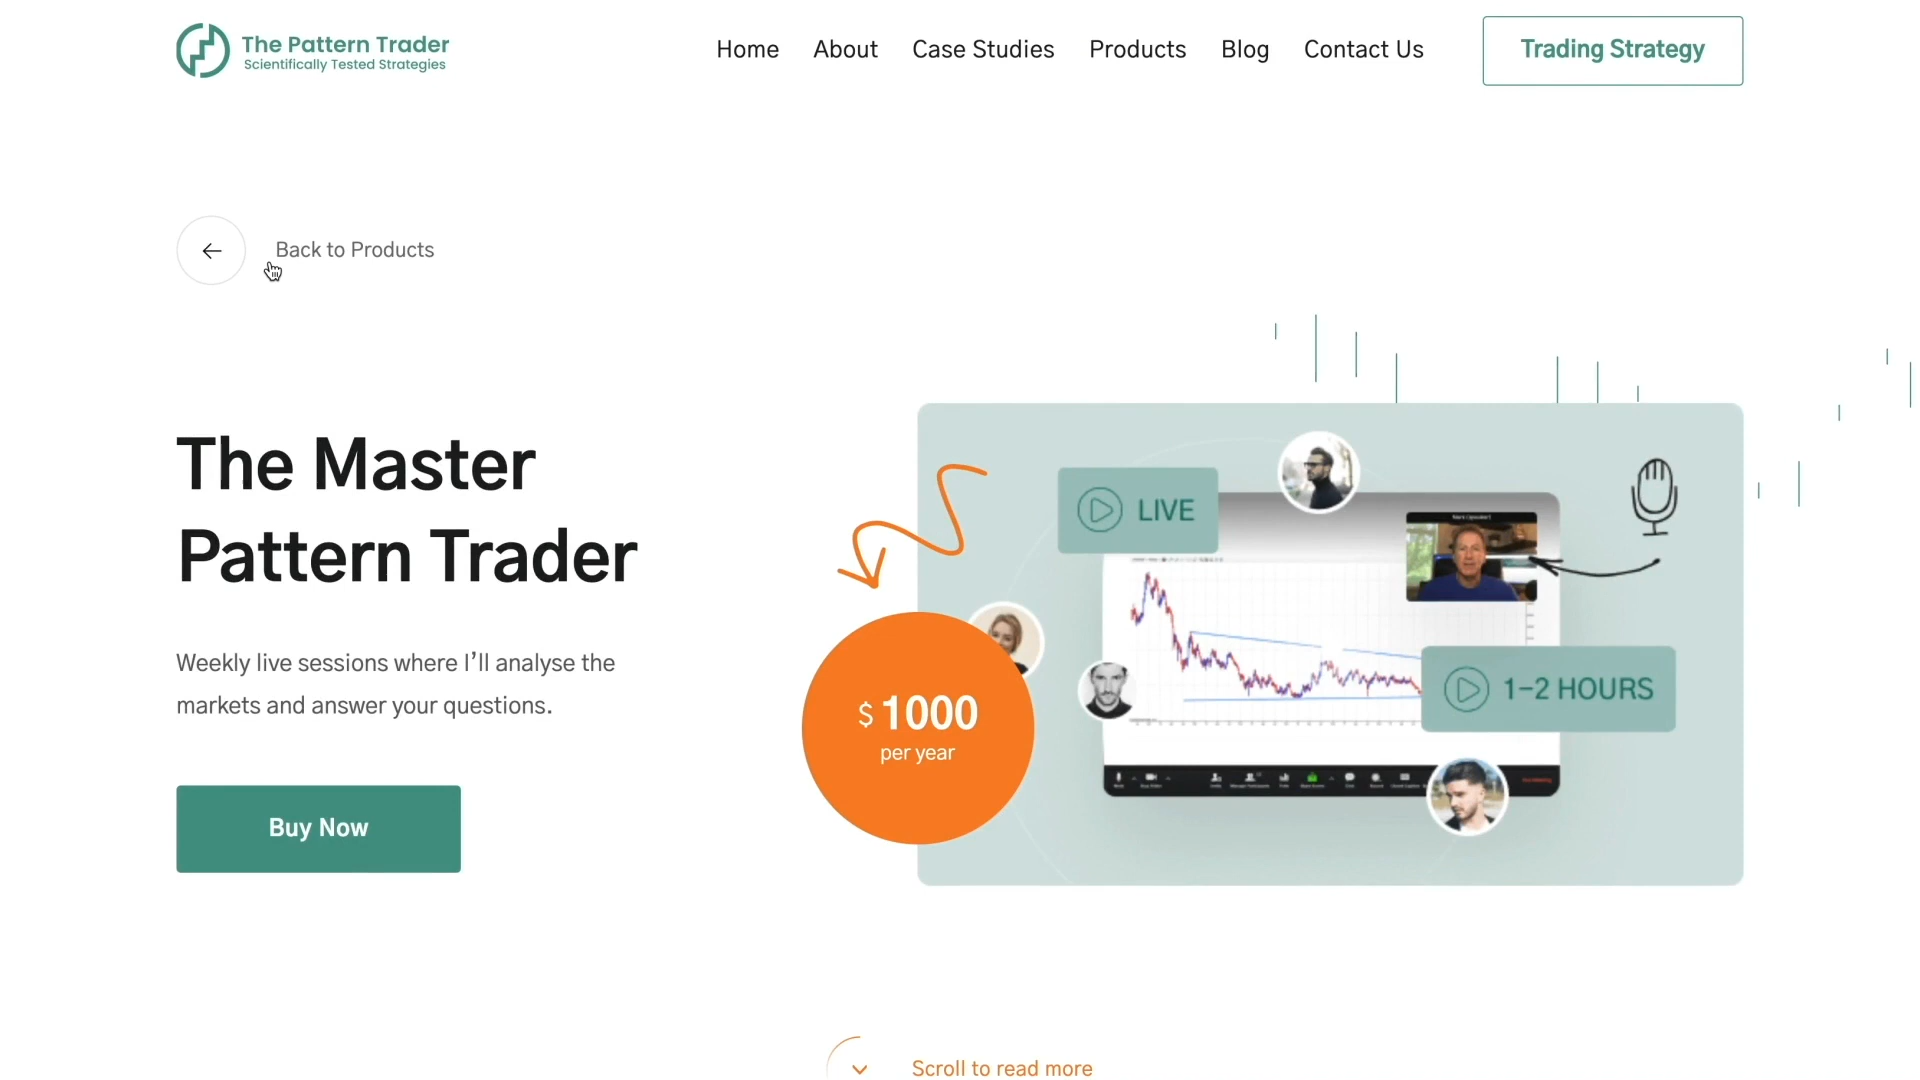 The Pattern Trader
Scientifically Tested Strategies
Home
About
Case Studies
Products
Blog
Contact Us
Trading Strategy
Back to Products
The Master
Pattern Trader
Weekly live sessions where I'll analyse the
markets and answer your questions.
Buy Now
LIVE
1-2 HOURS
$ 1000
per year
Scroll to read more